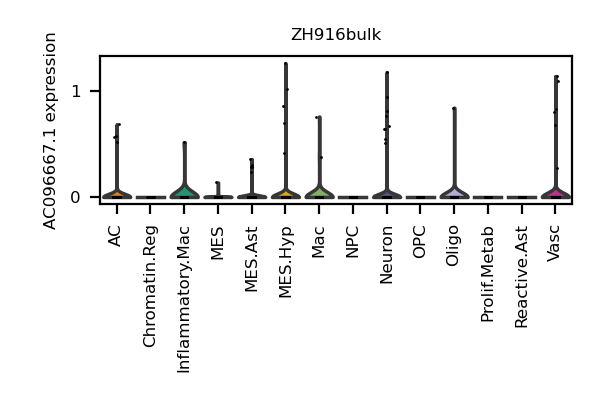 ZH916bulk
AC096667.1 expression
1
0
AC
Chromatin.Reg
Inflammatory.Mac
MES
MES.Ast
MES.Hyp
Mac
NPC
Neuron
OPC
Oligo
Prolif.Metab
Reactive.Ast
Vasc